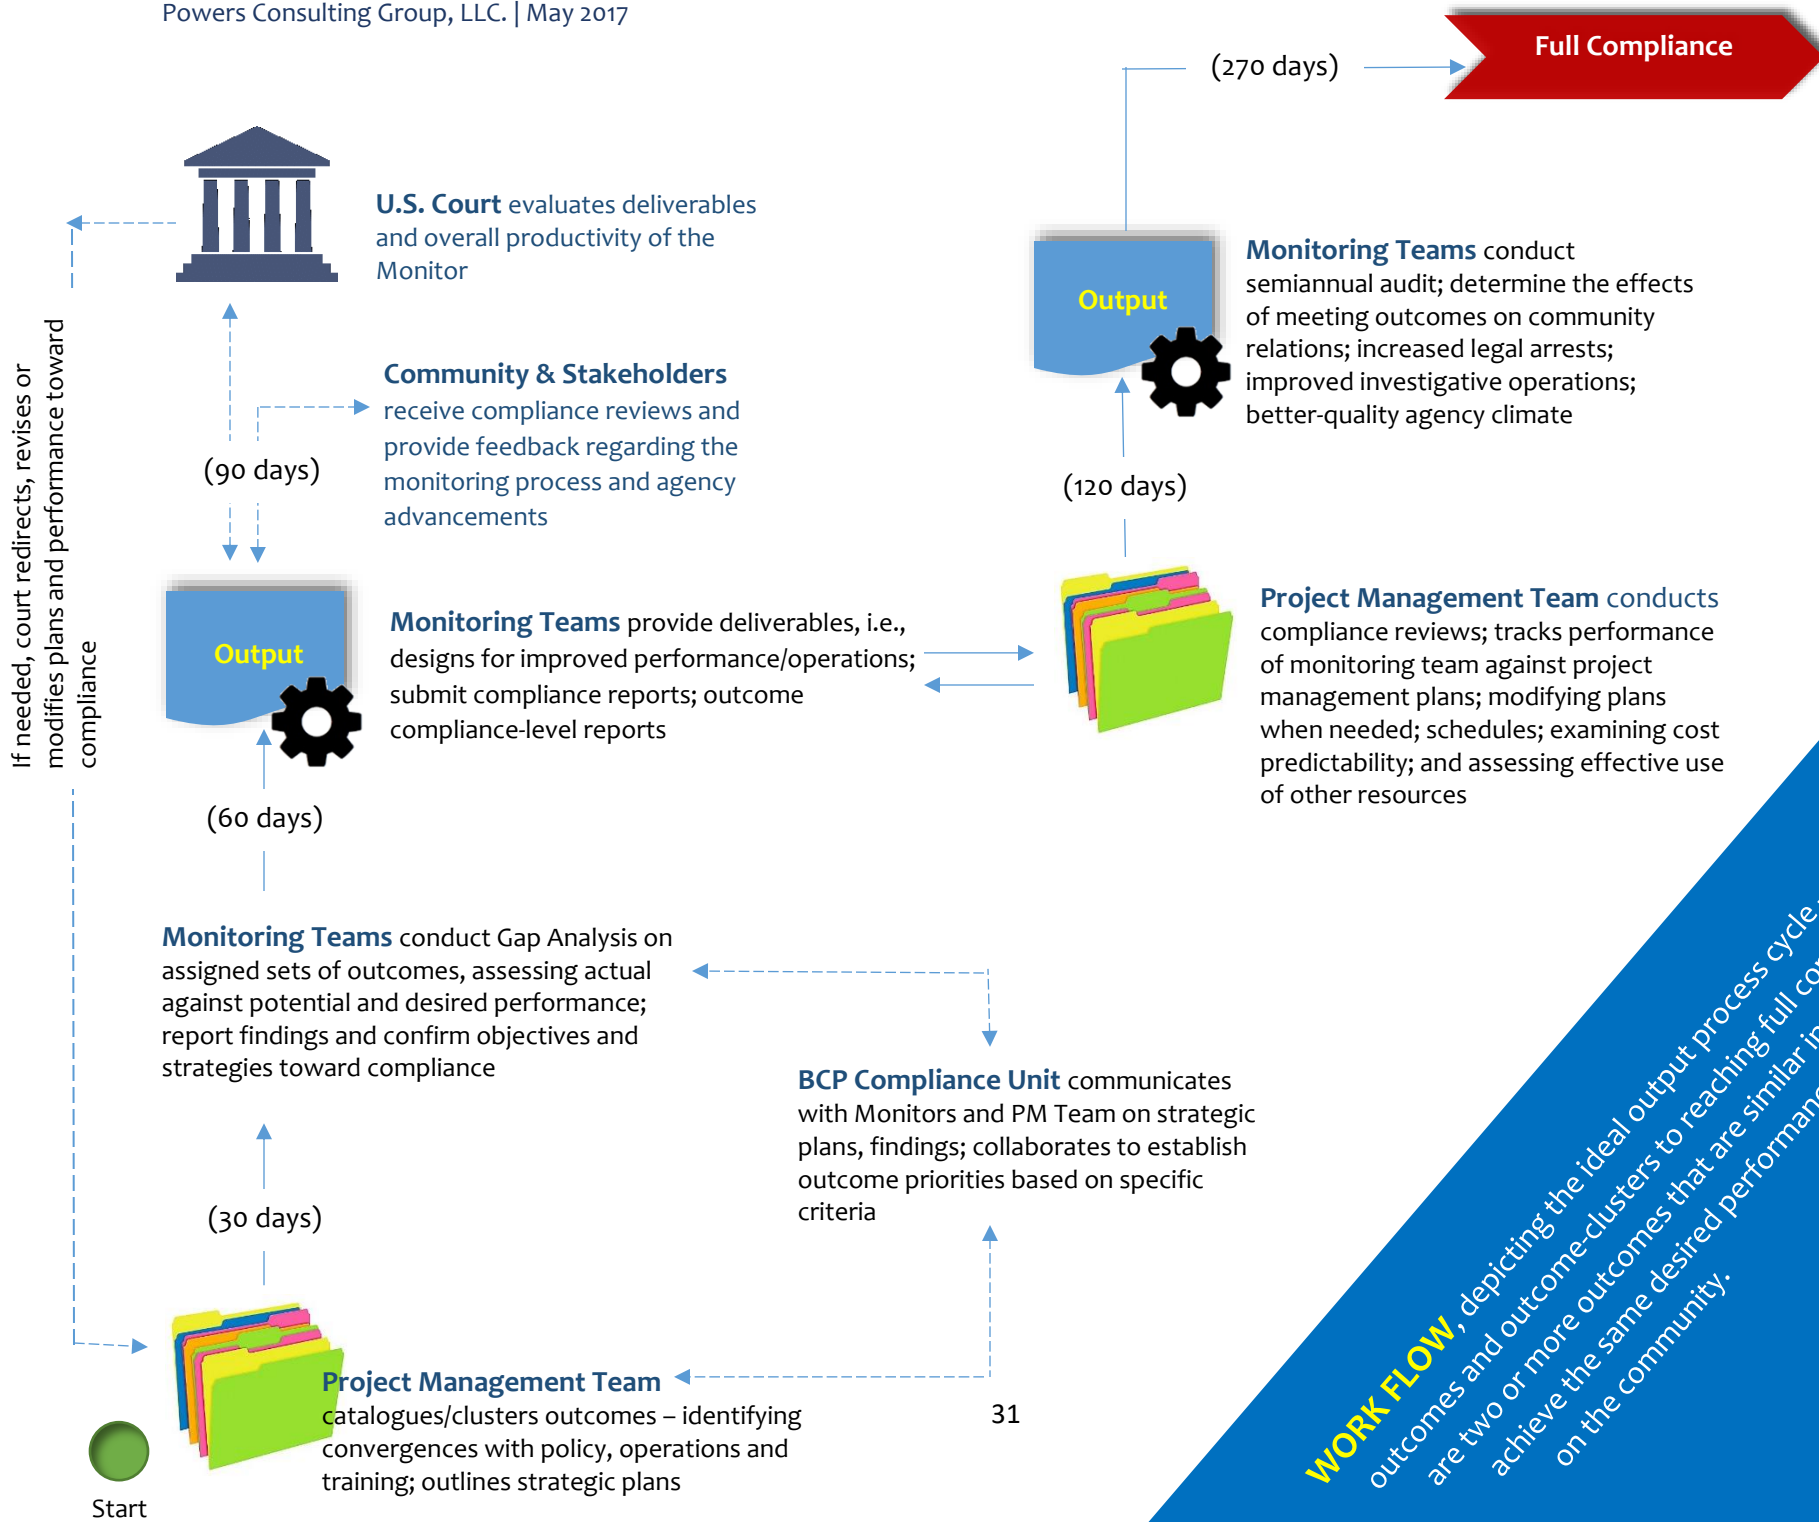 Powers Consulting Group, LLC. | May 2017
(270 days)
Full Compliance
U.S. Court evaluates deliverables
and overall productivity of the
Monitor
Output
Monitoring Teams conduct
semiannual audit; determine the effects
of meeting outcomes on community
relations; increased legal arrests;
improved investigative operations;
better-quality agency climate
If needed, court redirects, revises or
modifies plans and performance toward
compliance
Community & Stakeholders
receive compliance reviews and
provide feedback regarding the
monitoring process and agency
advancements
(90 days)
(120 days)
Output
Monitoring Teams provide deliverables, i.e.,
designs for improved performance/operations;
submit compliance reports; outcome
compliance-level reports
Project Management Team conducts
compliance reviews; tracks performance
of monitoring team against project
management plans; modifying plans
when needed; schedules; examining cost
predictability; and assessing effective use
of other resources
(60 days)
Monitoring Teams conduct Gap Analysis on
assigned sets of outcomes, assessing actual
against potential and desired performance;
report findings and confirm objectives and
strategies toward compliance
BCP Compliance Unit communicates
with Monitors and PM Team on strategic
plans, findings; collaborates to establish
outcome priorities based on specific
criteria
(30 days)
Project Management Team
catalogues/clusters outcomes – identifying
convergences with policy, operations and
training; outlines strategic plans
Start
31
WORK FLOW, depicting the ideal output process cycle
outcomes and outcome-clusters to reaching full
are two or more outcomes that are similar
achieve the same desired
on the community.